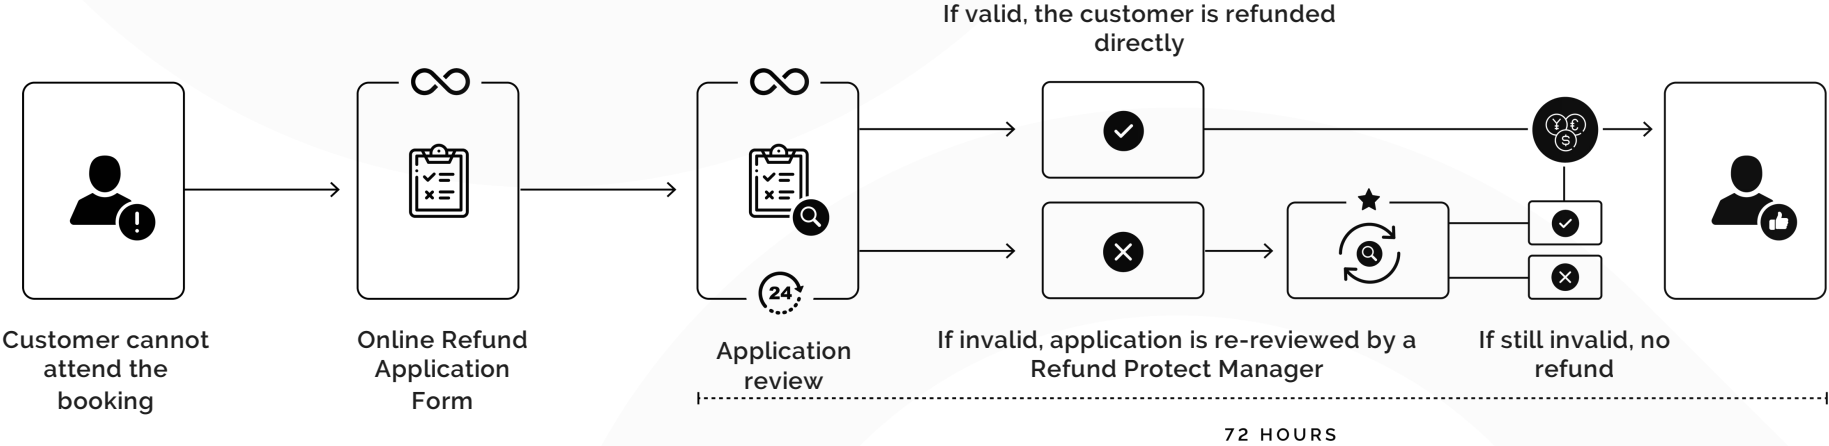 If valid, the customer is refunded
directly
24
Customer cannot
attend the
booking
Online Refund
Application
Form
Application
review
If invalid, application is re-reviewed by a
Refund Protect Manager
If still invalid, no
refund
72 HOURS
¥ €
$